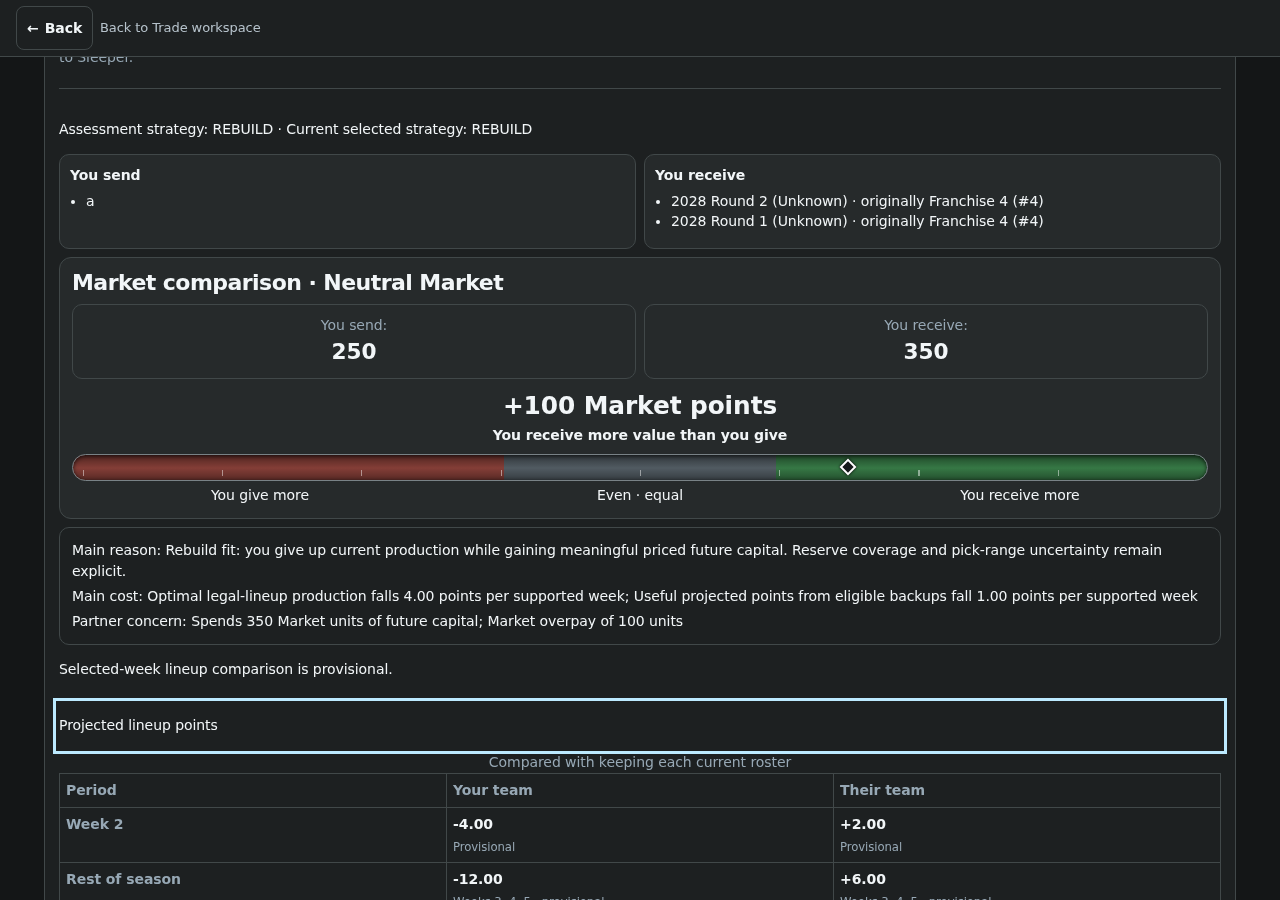 ← Back Back to Trade workspace
to Sleeper.
Assessment strategy: REBUILD · Current selected strategy: REBUILD
You send
• a
You receive
• 2028 Round 2 (Unknown) · originally Franchise 4 (#4)
• 2028 Round 1 (Unknown) · originally Franchise 4 (#4)
Market comparison · Neutral Market
You send:
250
You receive:
350
+100 Market points
You receive more value than you give
You give more Even · equal You receive more
Main reason: Rebuild fit: you give up current production while gaining meaningful priced future capital. Reserve coverage and pick-range uncertainty remain
explicit.
Main cost: Optimal legal-lineup production falls 4.00 points per supported week; Useful projected points from eligible backups fall 1.00 points per supported week
Partner concern: Spends 350 Market units of future capital; Market overpay of 100 units
Selected-week lineup comparison is provisional.
Projected lineup points
Compared with keeping each current roster
Period Your team Their team
Week 2 -4.00 +2.00
Provisional Provisional
Rest of season -12.00 +6.00